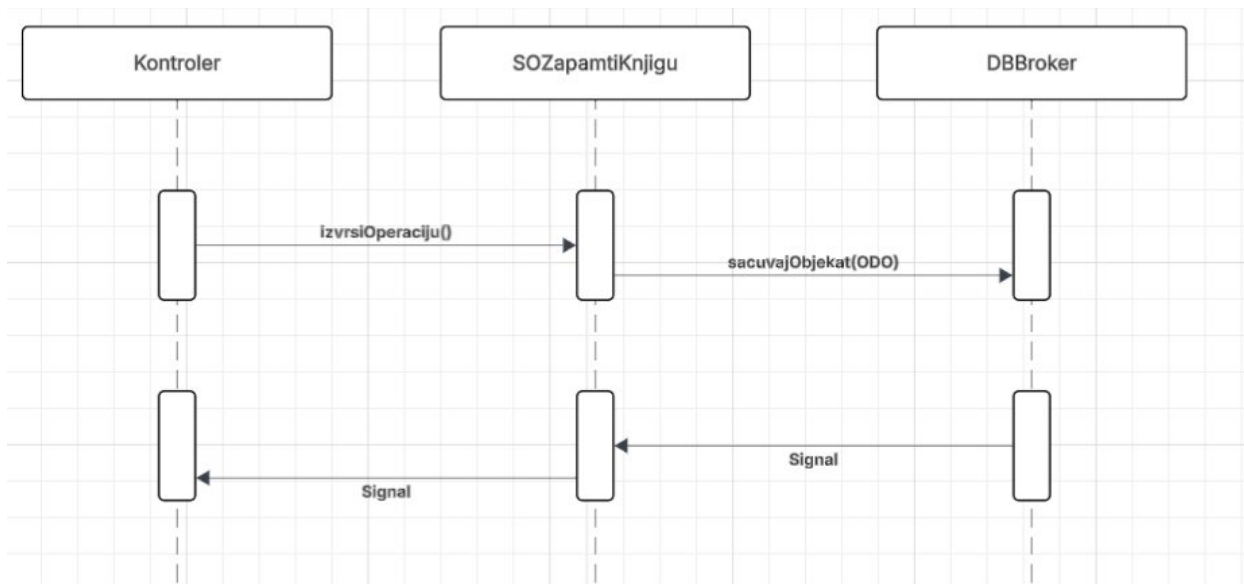 Kontroler
SOZapamtiKnjigu
DBBroker
izvrsiOperaciju()
sacuvajObjekat(ODO)
Signal
Signal